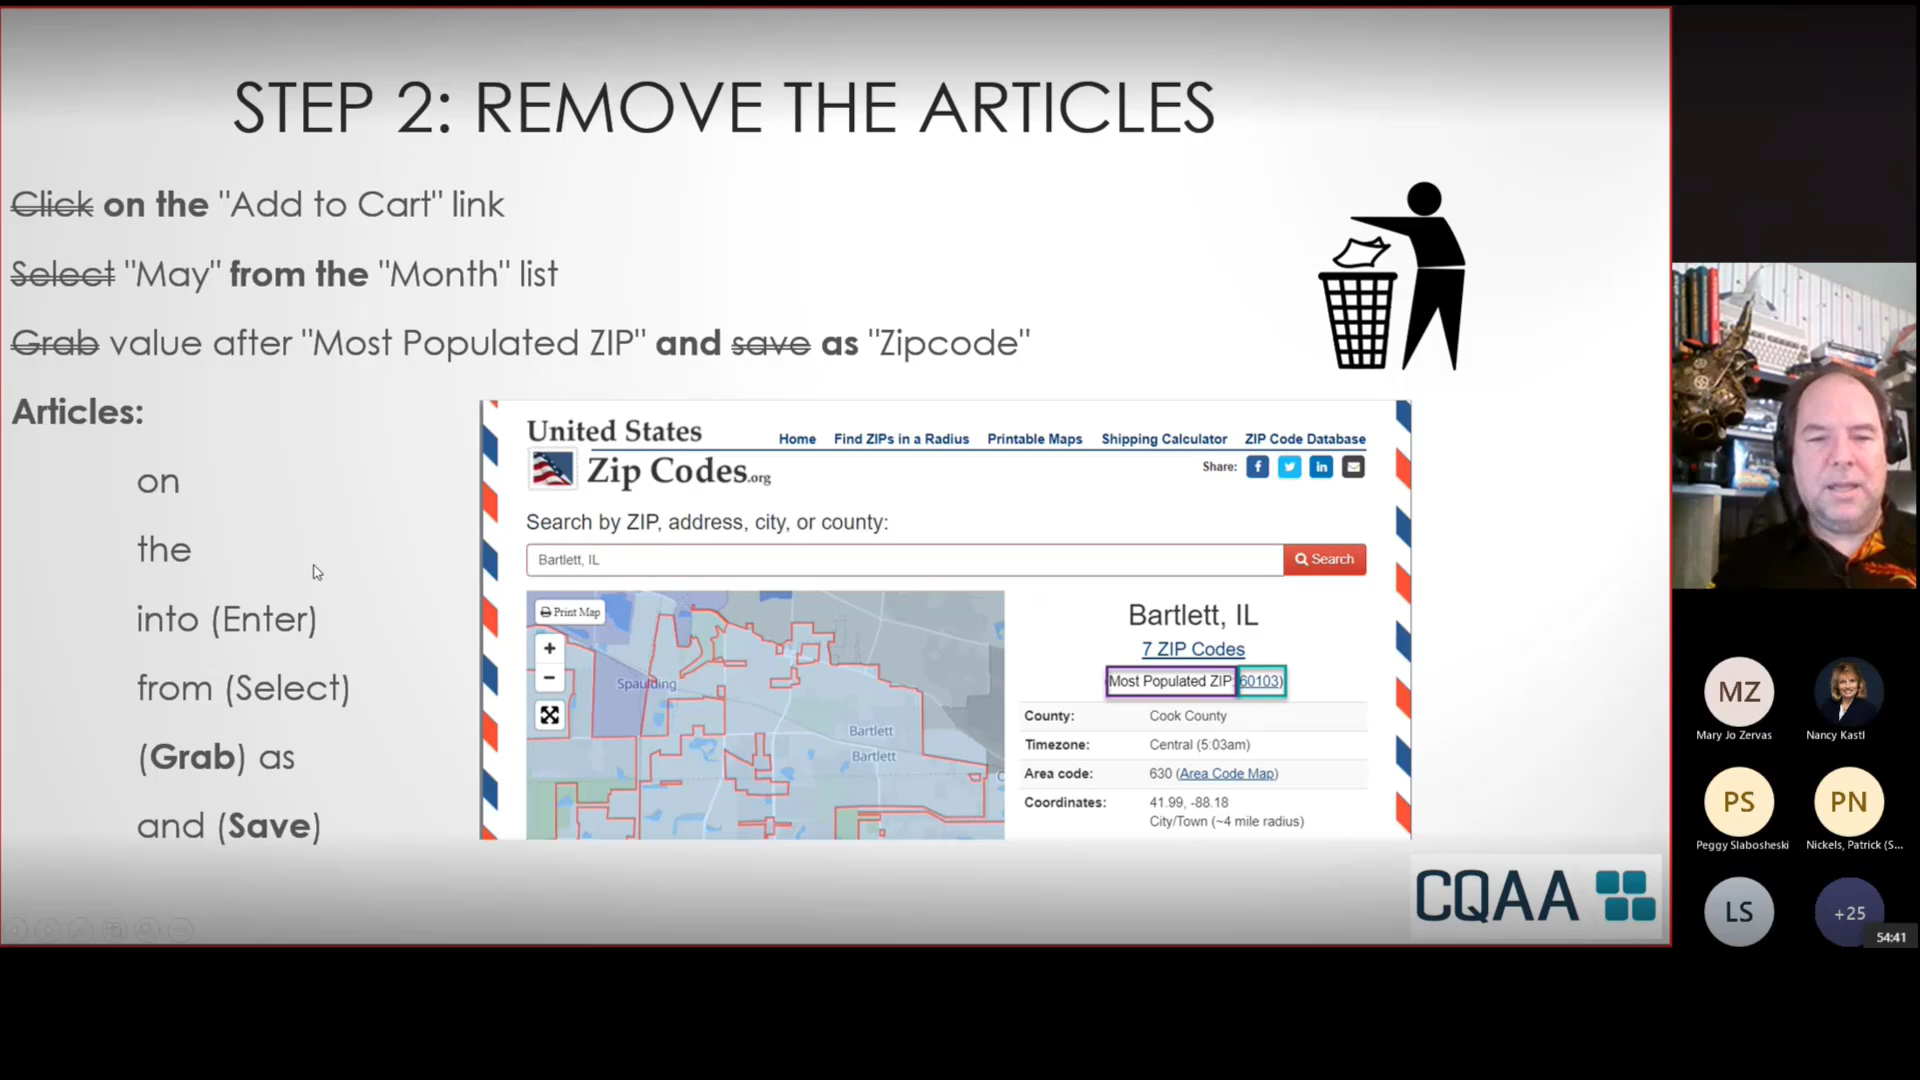 STEP 2: REMOVE THE ARTICLES
Click on the "Add to Cart" link
Select "May" from the "Month" list
Grab value after "Most Populated ZIP" and save as "Zipcode"
Articles:
on
the
into (Enter)
from (Select)
(Grab) as
and (Save)
United States
Zip Codes.org
Home Find ZIPs in a Radius Printable Maps Shipping Calculator ZIP Code Database
Share:
Search by ZIP, address, city, or county:
Bartlett, IL
Search
Print Map
+
−
Spaulding
Bartlett
Bartlett
Bartlett, IL
7 ZIP Codes
Most Populated ZIP: 60103)
County: Cook County
Timezone: Central (5:03am)
Area code: 630 (Area Code Map)
Coordinates: 41.99, -88.18
City/Town (~4 mile radius)
CQAA
MZ
Mary Jo Zervas
Nancy Kastl
PS
Peggy Slabosheski
PN
Nickels, Patrick (S...
LS
+25
54:41